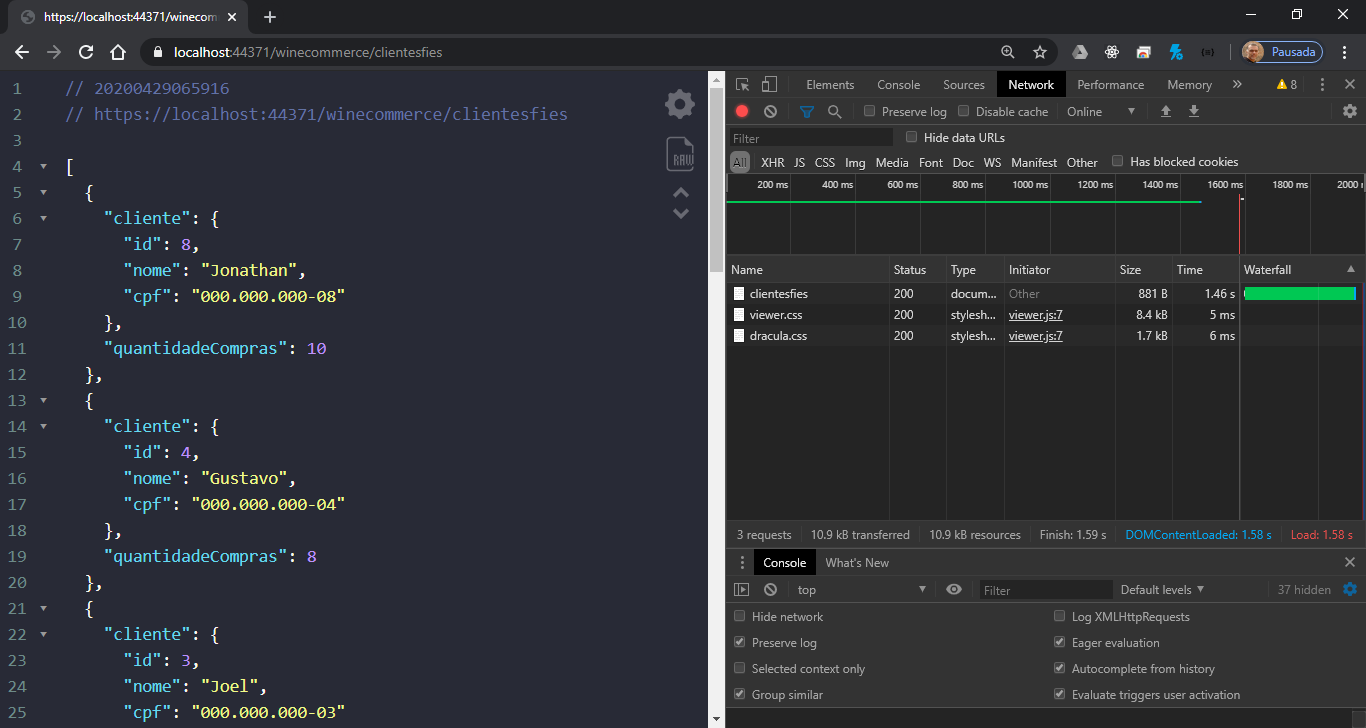 https://localhost:44371/winecom
localhost:44371/winecommerce/clientesfies
Pausada
1 // 20200429065916
2 // https://localhost:44371/winecommerce/clientesfies
3
4 [
5 {
6 "cliente": {
7 "id": 8,
8 "nome": "Jonathan",
9 "cpf": "000.000.000-08"
10 },
11 "quantidadeCompras": 10
12 },
13 {
14 "cliente": {
15 "id": 4,
16 "nome": "Gustavo",
17 "cpf": "000.000.000-04"
18 },
19 "quantidadeCompras": 8
20 },
21 {
22 "cliente": {
23 "id": 3,
24 "nome": "Joel",
25 "cpf": "000.000.000-03"
RAW
Elements Console Sources Network Performance Memory » 8
Preserve log Disable cache Online
Filter Hide data URLs
All XHR JS CSS Img Media Font Doc WS Manifest Other Has blocked cookies
200 ms 400 ms 600 ms 800 ms 1000 ms 1200 ms 1400 ms 1600 ms 1800 ms 2000
Name Status Type Initiator Size Time Waterfall
clientesfies 200 docum... Other 881 B 1.46 s
viewer.css 200 stylesh... viewer.js:7 8.4 kB 5 ms
dracula.css 200 stylesh... viewer.js:7 1.7 kB 6 ms
3 requests 10.9 kB transferred 10.9 kB resources Finish: 1.59 s DOMContentLoaded: 1.58 s Load: 1.58 s
Console What's New
top Filter Default levels 37 hidden
Hide network Log XMLHttpRequests
Preserve log Eager evaluation
Selected context only Autocomplete from history
Group similar Evaluate triggers user activation